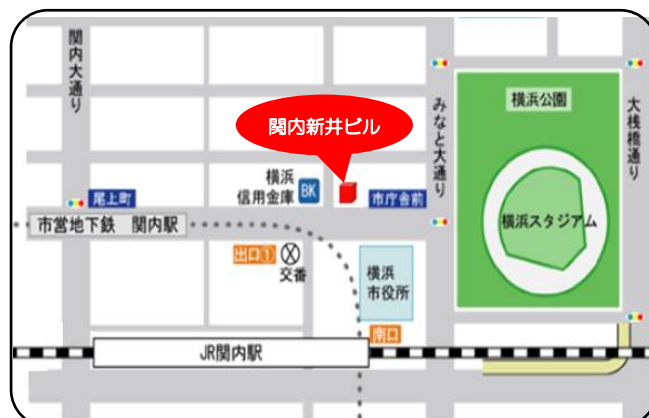 関内大通り
みなと大通り
大桟橋通り
横浜公園
関内新井ビル
横浜
信用金庫
BK
尾上町
市庁舎前
横浜スタジアム
市営地下鉄 関内駅
出口①
交番
横浜
市役所
南口
JR関内駅